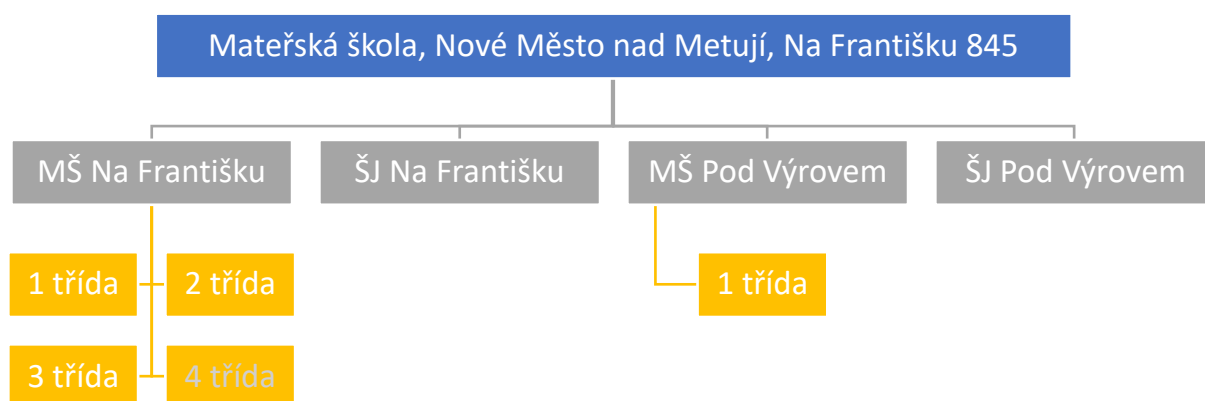 Mateřská škola, Nové Město nad Metují, Na Františku 845
MŠ Na Františku
ŠJ Na Františku
MŠ Pod Výrovem
ŠJ Pod Výrovem
1 třída
2 třída
1 třída
3 třída
4 třída